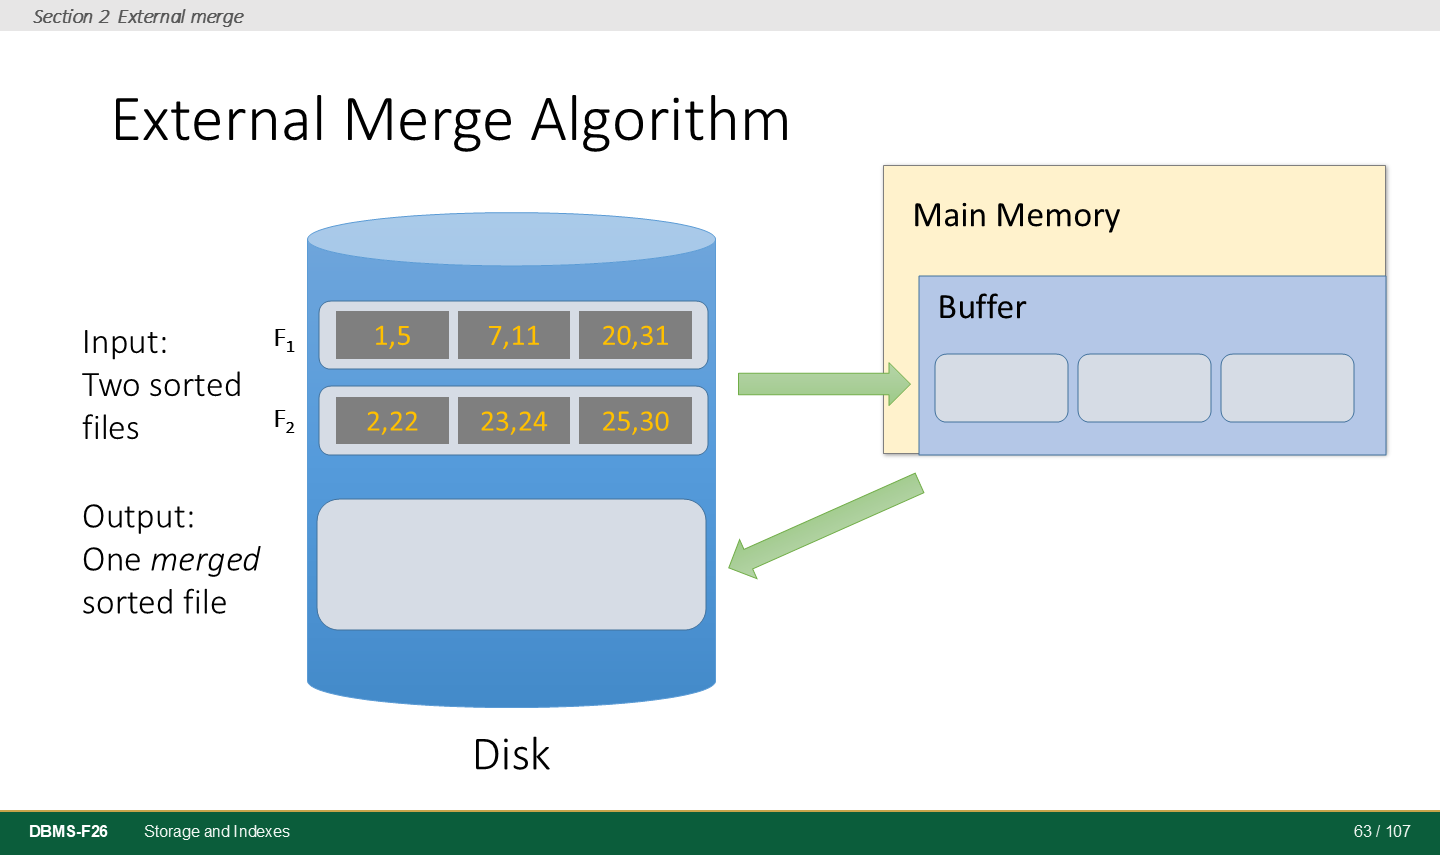 Section 2 External merge
External Merge Algorithm
Main Memory
Buffer
Input:
Two sorted
files
F1
1,5 7,11 20,31
F2
2,22 23,24 25,30
Output:
One merged
sorted file
Disk
DBMS-F26 Storage and Indexes 63 / 107